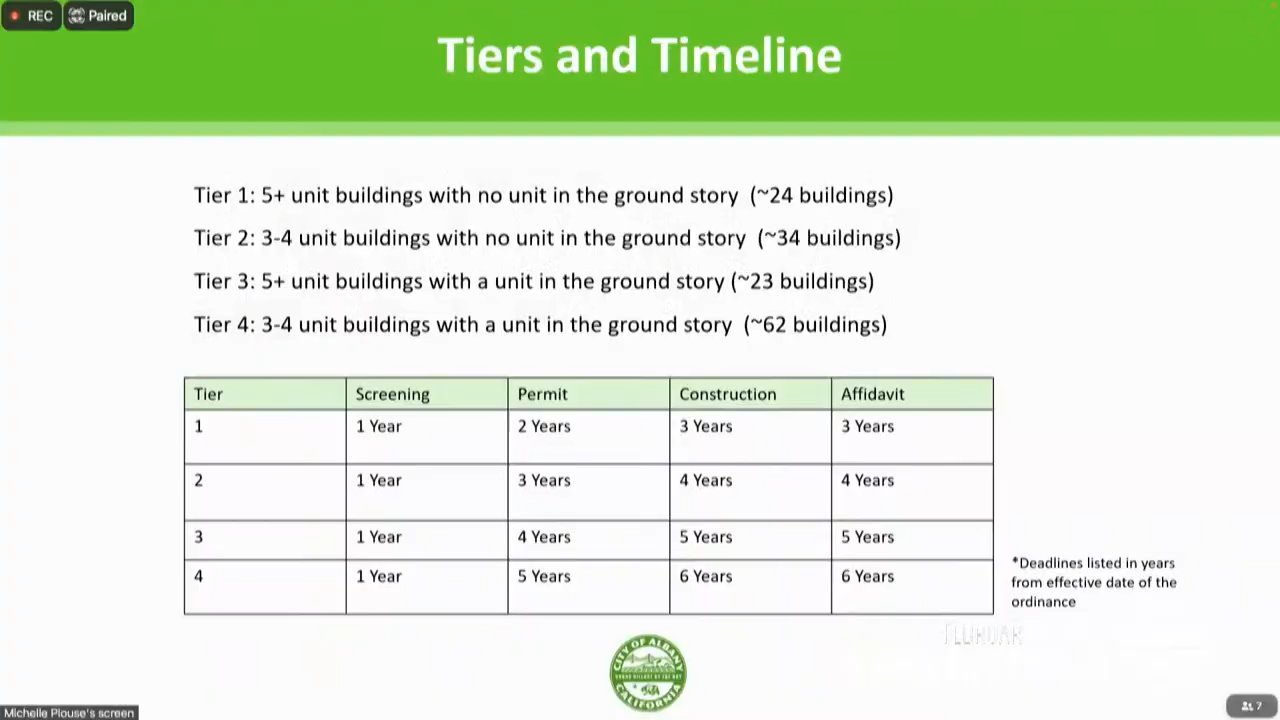 REC Paired
Tiers and Timeline
Tier 1: 5+ unit buildings with no unit in the ground story (~24 buildings)
Tier 2: 3-4 unit buildings with no unit in the ground story (~34 buildings)
Tier 3: 5+ unit buildings with a unit in the ground story (~23 buildings)
Tier 4: 3-4 unit buildings with a unit in the ground story (~62 buildings)
Tier Screening Permit Construction Affidavit
1 1 Year 2 Years 3 Years 3 Years
2 1 Year 3 Years 4 Years 4 Years
3 1 Year 4 Years 5 Years 5 Years
4 1 Year 5 Years 6 Years 6 Years
*Deadlines listed in years
from effective date of the
ordinance
CITY OF ALBANY
CALIFORNIA
Michelle Plouse's screen
7